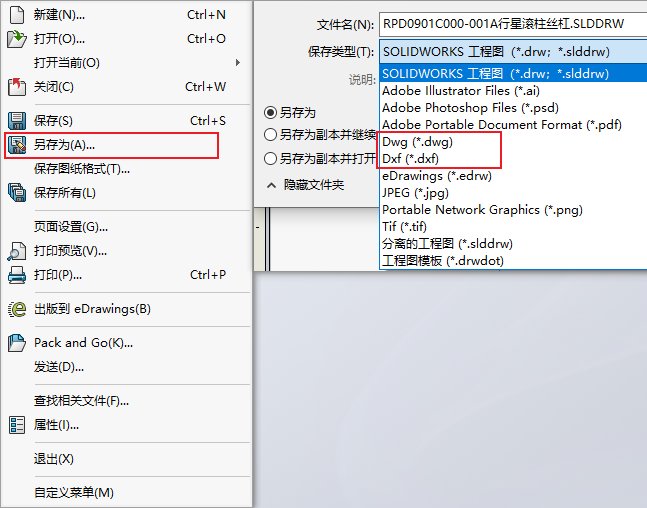 新建(N)... Ctrl+N
打开(O)... Ctrl+O
打开当前(O)
关闭(C) Ctrl+W
保存(S) Ctrl+S
另存为(A)...
保存图纸格式(T)...
保存所有(L)
页面设置(G)...
打印预览(V)...
打印(P)... Ctrl+P
出版到 eDrawings(B)
Pack and Go(K)...
发送(D)...
查找相关文件(F)...
属性(I)...
退出(X)
自定义菜单(M)
文件名(N): RPD0901C000-001A行星滚柱丝杠.SLDDRW
保存类型(T): SOLIDWORKS 工程图 (*.drw; *.slddrw)
说明:
SOLIDWORKS 工程图 (*.drw; *.slddrw)
Adobe Illustrator Files (*.ai)
Adobe Photoshop Files (*.psd)
Adobe Portable Document Format (*.pdf)
Dwg (*.dwg)
Dxf (*.dxf)
eDrawings (*.edrw)
JPEG (*.jpg)
Portable Network Graphics (*.png)
Tif (*.tif)
分离的工程图 (*.slddrw)
工程图模板 (*.drwdot)
另存为
另存为副本并继续
另存为副本并打开
隐藏文件夹